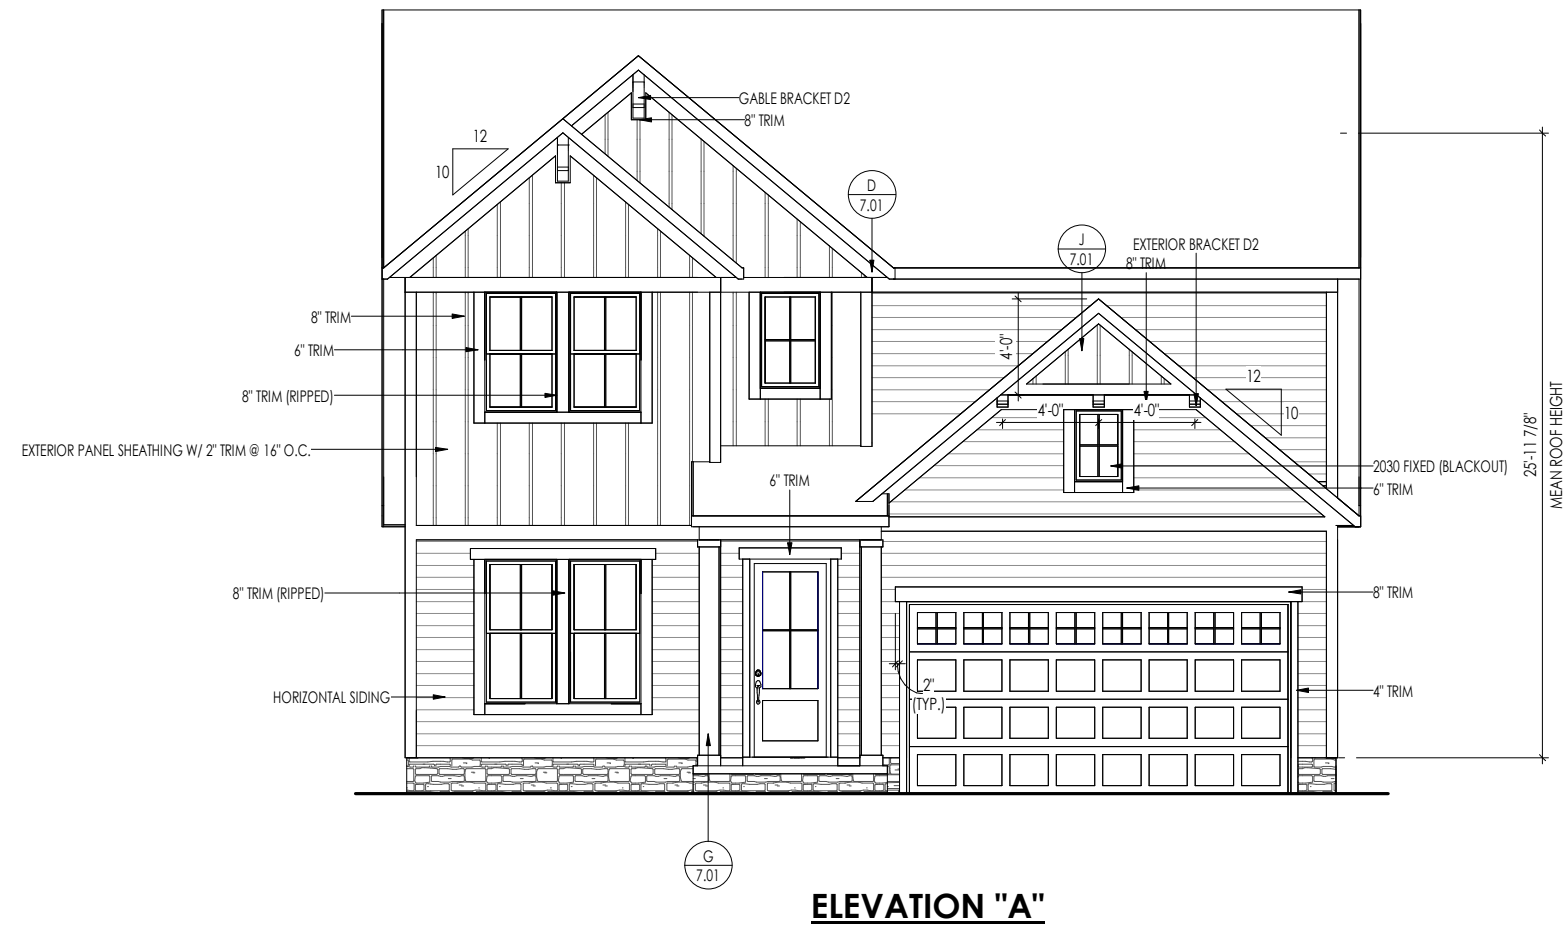 GABLE BRACKET D2
8" TRIM
12
10
D
7.01
J
7.01
EXTERIOR BRACKET D2
8" TRIM
8" TRIM
6" TRIM
4'-0"
12
8" TRIM (RIPPED)
4'-0"
4'-0"
10
25'-11 7/8"
MEAN ROOF HEIGHT
EXTERIOR PANEL SHEATHING W/ 2" TRIM @ 16" O.C.
6" TRIM
2030 FIXED (BLACKOUT)
6" TRIM
8" TRIM (RIPPED)
8" TRIM
2"
(TYP.)
4" TRIM
HORIZONTAL SIDING
G
7.01
ELEVATION "A"